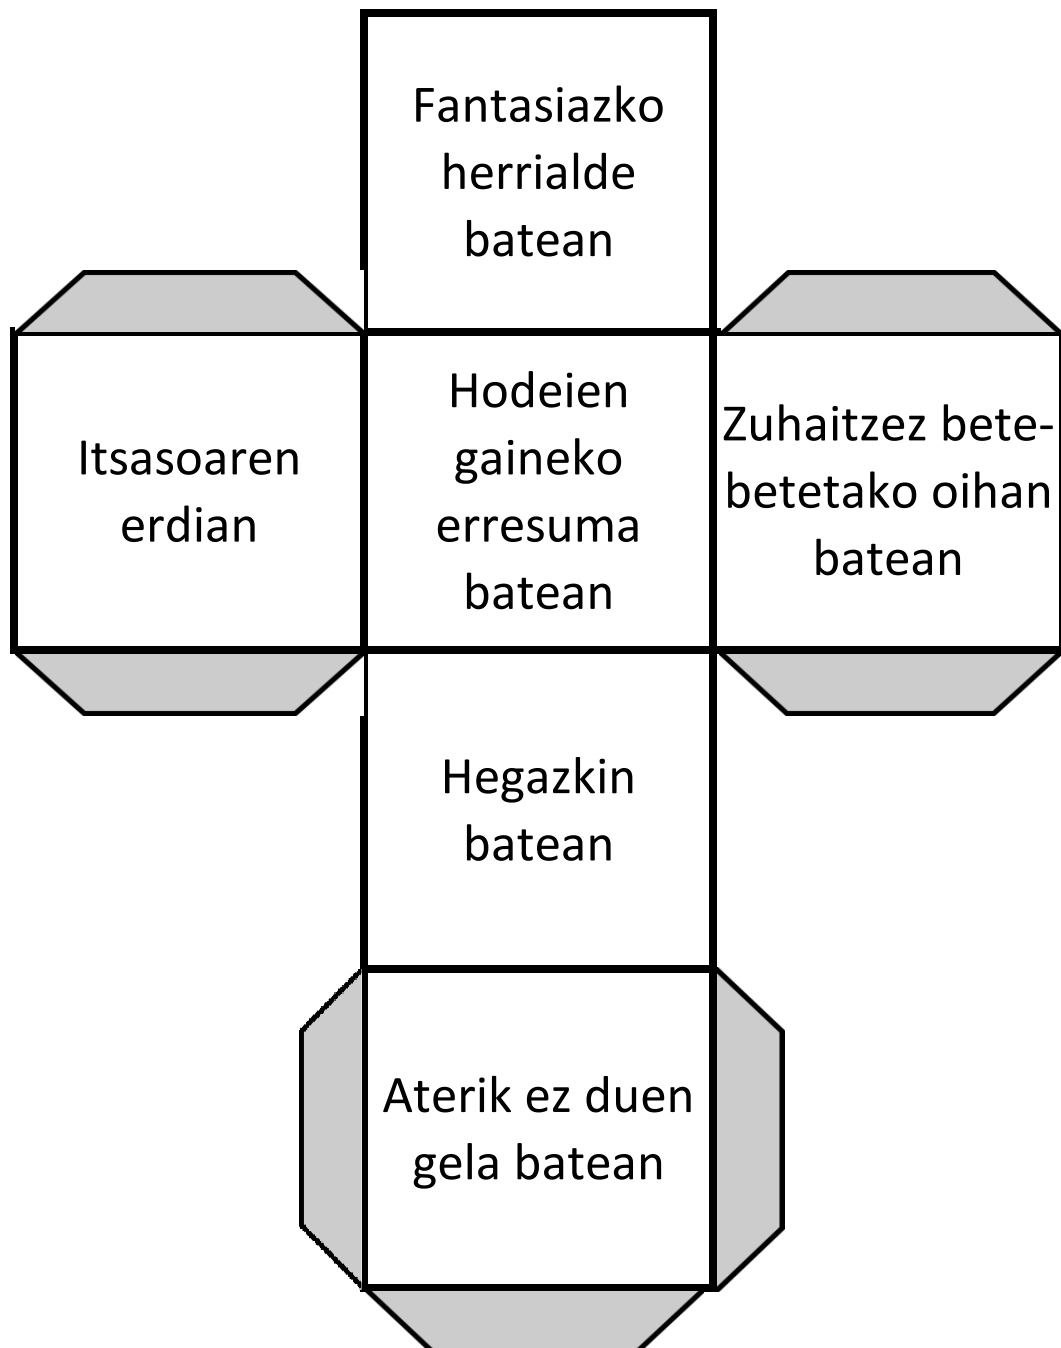 Fantasiazko
herrialde
batean
Itsasoaren
erdian
Hodeien
gaineko
erresuma
batean
Zuhaitzez bete-
betetako oihan
batean
Hegazkin
batean
Aterik ez duen
gela batean